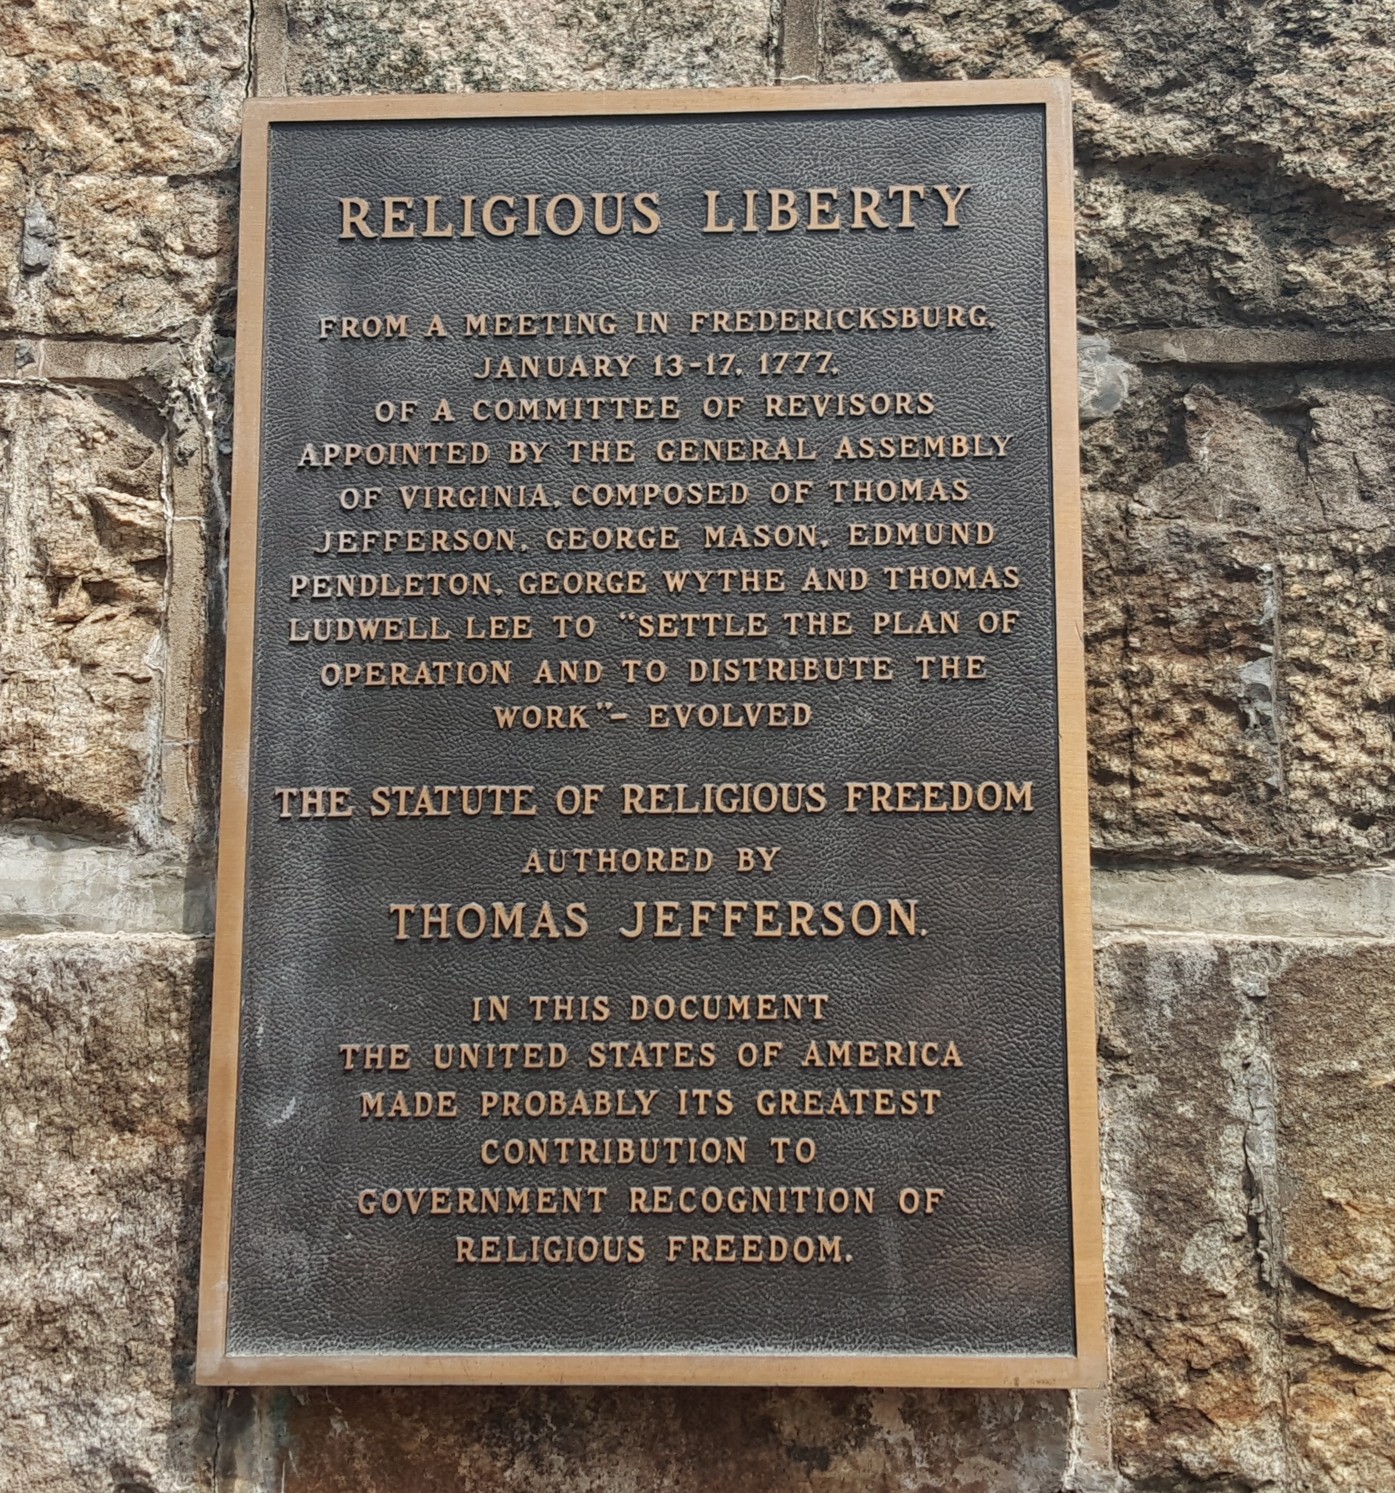 RELIGIOUS LIBERTY
FROM A MEETING IN FREDERICKSBURG,
JANUARY 13-17, 1777,
OF A COMMITTEE OF REVISORS
APPOINTED BY THE GENERAL ASSEMBLY
OF VIRGINIA, COMPOSED OF THOMAS
JEFFERSON, GEORGE MASON, EDMUND
PENDLETON, GEORGE WYTHE AND THOMAS
LUDWELL LEE TO "SETTLE THE PLAN OF
OPERATION AND TO DISTRIBUTE THE
WORK"- EVOLVED
THE STATUTE OF RELIGIOUS FREEDOM
AUTHORED BY
THOMAS JEFFERSON.
IN THIS DOCUMENT
THE UNITED STATES OF AMERICA
MADE PROBABLY ITS GREATEST
CONTRIBUTION TO
GOVERNMENT RECOGNITION OF
RELIGIOUS FREEDOM.